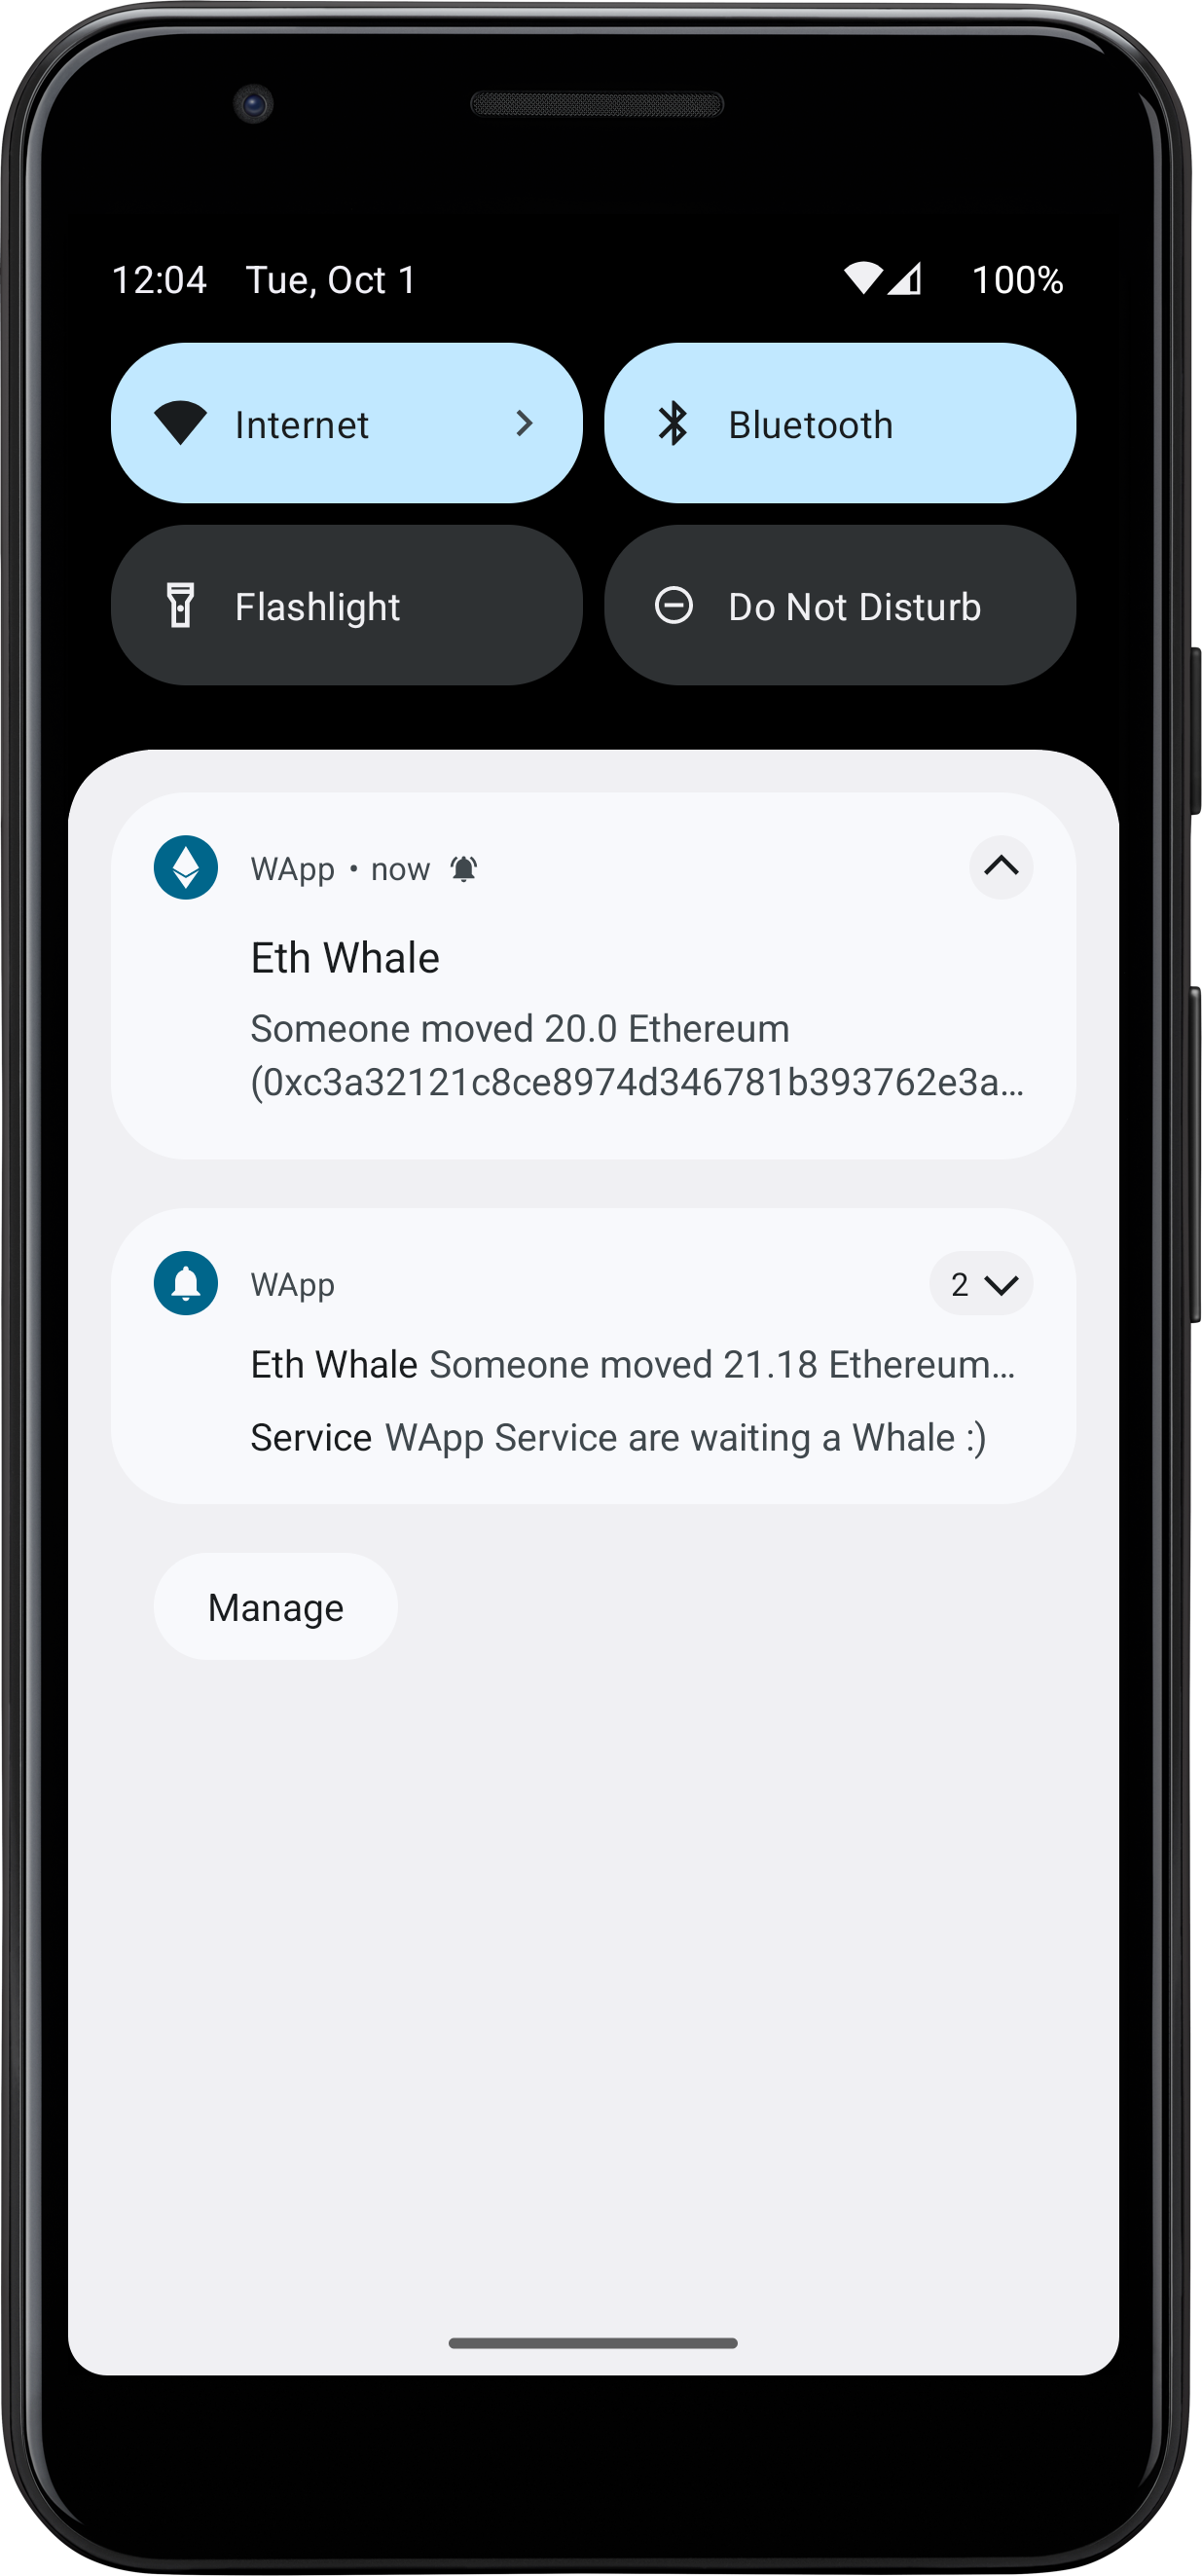 12:04 Tue, Oct 1 100%
Internet Bluetooth
Flashlight Do Not Disturb
WApp • now
Eth Whale
Someone moved 20.0 Ethereum
(0xc3a32121c8ce8974d346781b393762e3a…
WApp 2
Eth Whale Someone moved 21.18 Ethereum…
Service WApp Service are waiting a Whale :)
Manage